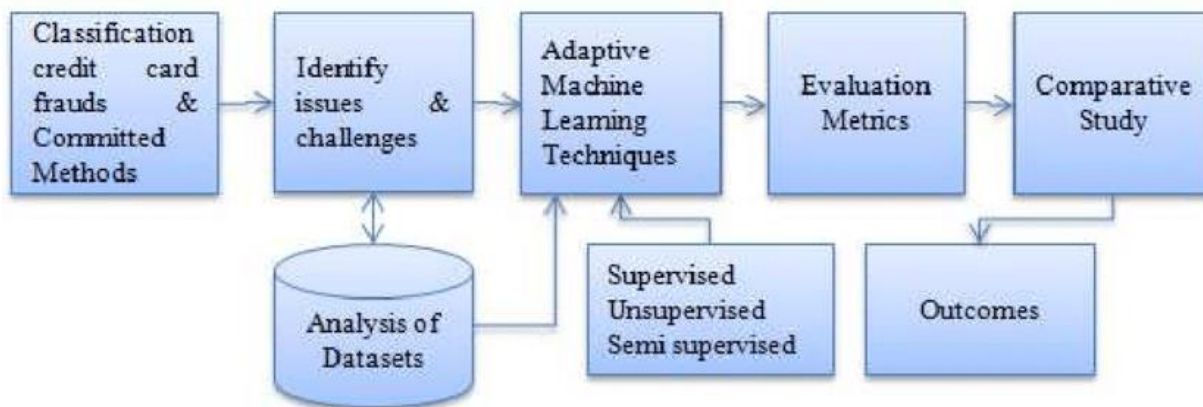 Classification
credit card
frauds &
Committed
Methods
Identify
issues &
challenges
Adaptive
Machine
Learning
Techniques
Evaluation
Metrics
Comparative
Study
Analysis of
Datasets
Supervised
Unsupervised
Semi supervised
Outcomes